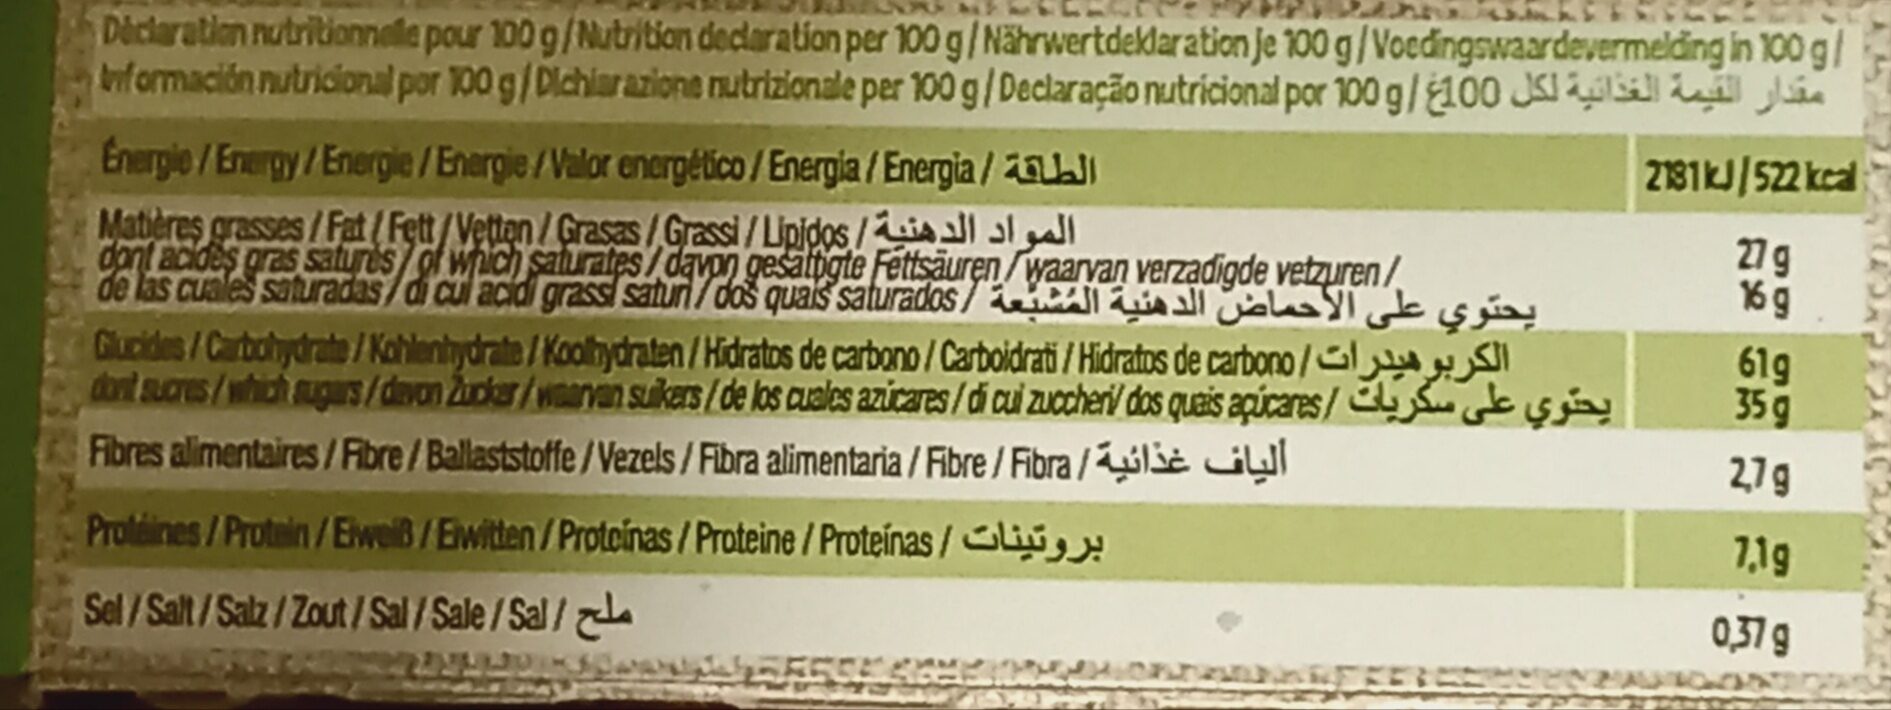 Déclaration nutritionnelle pour 100 g / Nutrition declaration per 100 g / Nährwertdeklaration je 100 g / Voedingswaardevermelding in 100 g /
Información nutricional por 100 g / Dichiarazione nutrizionale per 100 g / Declaração nutricional por 100 g / مقدار القيمة الغذائية لكل 100غ
Énergie / Energy / Energie / Energie / Valor energético / Energia / Energia / الطاقة 2181 kJ / 522 kcal
Matières grasses / Fat / Fett / Vetten / Grasas / Grassi / Lípidos / المواد الدهنية 27 g
dont acides gras saturés / of which saturates / davon gesättigte Fettsäuren / waarvan verzadigde vetzuren /
de las cuales saturadas / di cui acidi grassi saturi / dos quais saturados / يحتوي على الأحماض الدهنية المُشبَّعة 16 g
Glucides / Carbohydrate / Kohlenhydrate / Koolhydraten / Hidratos de carbono / Carboidrati / Hidratos de carbono / الكربوهيدرات 61 g
dont sucres / which sugars / davon Zucker / waarvan suikers / de los cuales azúcares / di cui zuccheri/ dos quais açúcares / يحتوي على سكريات 35 g
Fibres alimentaires / Fibre / Ballaststoffe / Vezels / Fibra alimentaria / Fibre / Fibra / ألياف غذائية 2,7 g
Protéines / Protein / Eiweiß / Eiwitten / Proteínas / Proteine / Proteínas / بروتينات 7,1 g
Sel / Salt / Salz / Zout / Sal / Sale / Sal / ملح 0,37 g